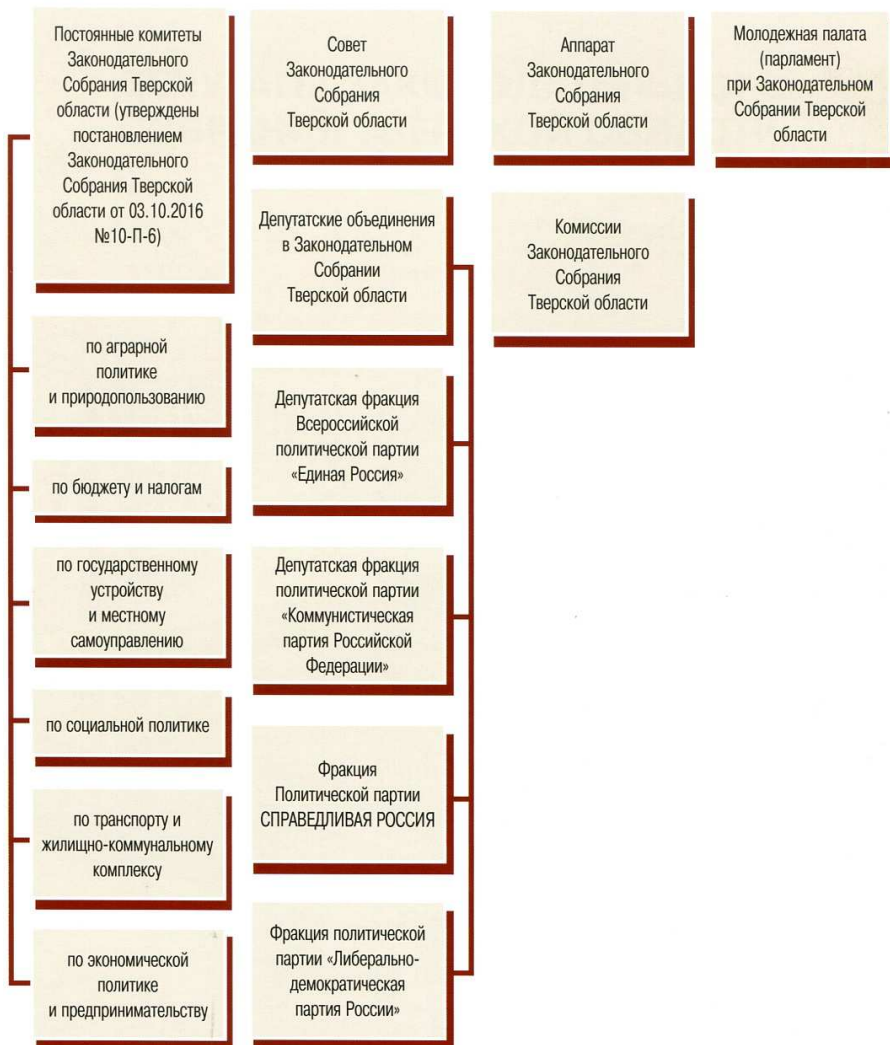 Постоянные комитеты
Законодательного
Собрания Тверской
области (утверждены
постановлением
Законодательного
Собрания Тверской
области от 03.10.2016
№10-П-6)
по аграрной
политике
и природопользованию
по бюджету и налогам
по государственному
устройству
и местному
самоуправлению
по социальной политике
по транспорту и
жилищно-коммунальному
комплексу
по экономической
политике
и предпринимательству
Совет
Законодательного
Собрания
Тверской области
Депутатские объединения
в Законодательном
Собрании
Тверской области
Депутатская фракция
Всероссийской
политической партии
«Единая Россия»
Депутатская фракция
политической партии
«Коммунистическая
партия Российской
Федерации»
Фракция
Политической партии
СПРАВЕДЛИВАЯ РОССИЯ
Фракция политической
партии «Либерально-
демократическая
партия России»
Аппарат
Законодательного
Собрания
Тверской области
Комиссии
Законодательного
Собрания
Тверской области
Молодежная палата
(парламент)
при Законодательном
Собрании Тверской
области